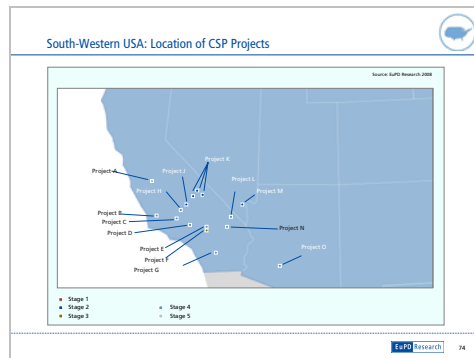 South-Western USA: Location of CSP Projects
Source: EuPD Research 2008
Project K
Project A
Project J
Project L
Project H
Project M
Project B
Project C
Project N
Project D
Project E
Project O
Project F
Project G
Stage 1
Stage 2
Stage 4
Stage 3
Stage 5
EuPD Research
74